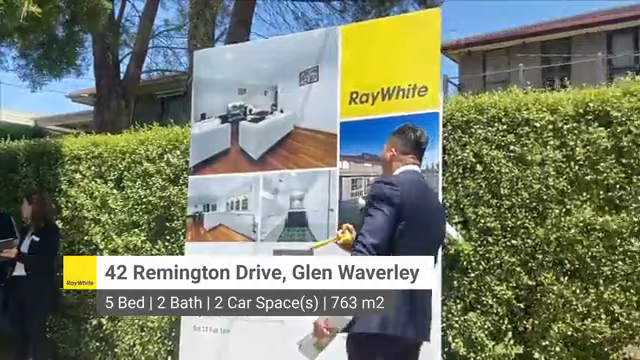 RayWhite
RayWhite
42 Remington Drive, Glen Waverley
5 Bed | 2 Bath | 2 Car Space(s) | 763 m2